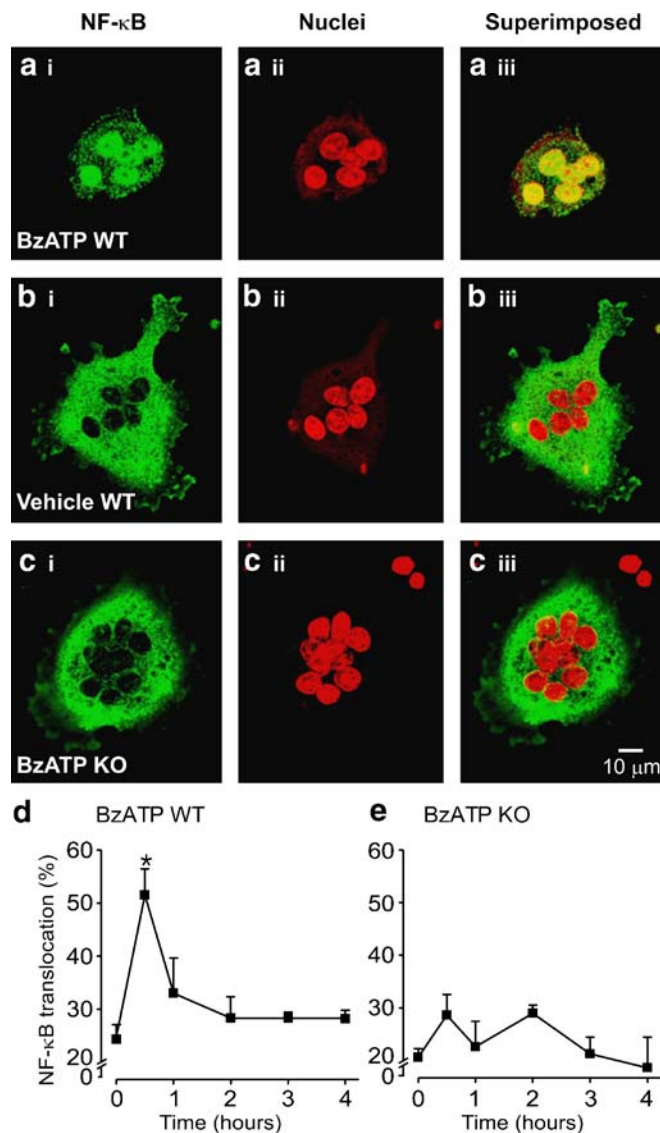 NF-κB Nuclei Superimposed
a i a ii a iii
BzATP WT
b i b ii b iii
Vehicle WT
c i c ii c iii
BzATP KO
10 µm
d BzATP WT e BzATP KO
NF-κB translocation (%)
60 60
*
50 50
40 40
30 30
20 20
0 0
0 1 2 3 4 0 1 2 3 4
Time (hours) Time (hours)